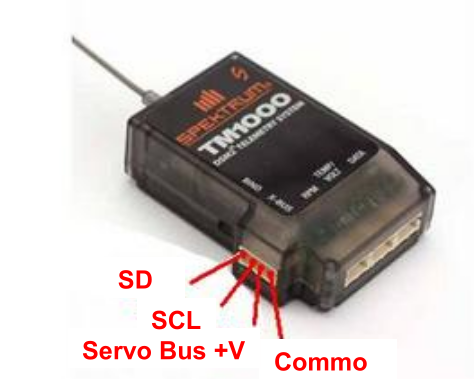 SPEKTRUM
TM1000
DSM2 TELEMETRY SYSTEM
BIND
X-BUS
RPM
TEMP/
VOLT
DATA
SD
SCL
Servo Bus +V
Commo